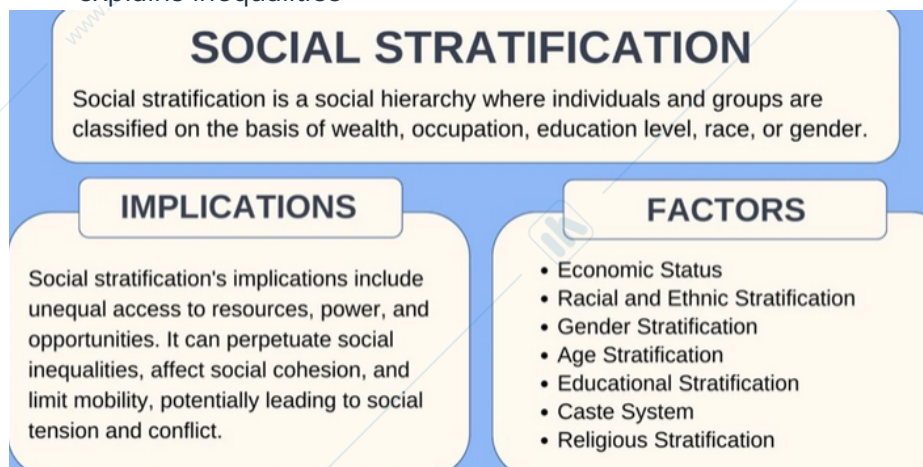 explains inequalities
SOCIAL STRATIFICATION
Social stratification is a social hierarchy where individuals and groups are
classified on the basis of wealth, occupation, education level, race, or gender.
IMPLICATIONS
Social stratification's implications include
unequal access to resources, power, and
opportunities. It can perpetuate social
inequalities, affect social cohesion, and
limit mobility, potentially leading to social
tension and conflict.
FACTORS
• Economic Status
• Racial and Ethnic Stratification
• Gender Stratification
• Age Stratification
• Educational Stratification
• Caste System
• Religious Stratification
www